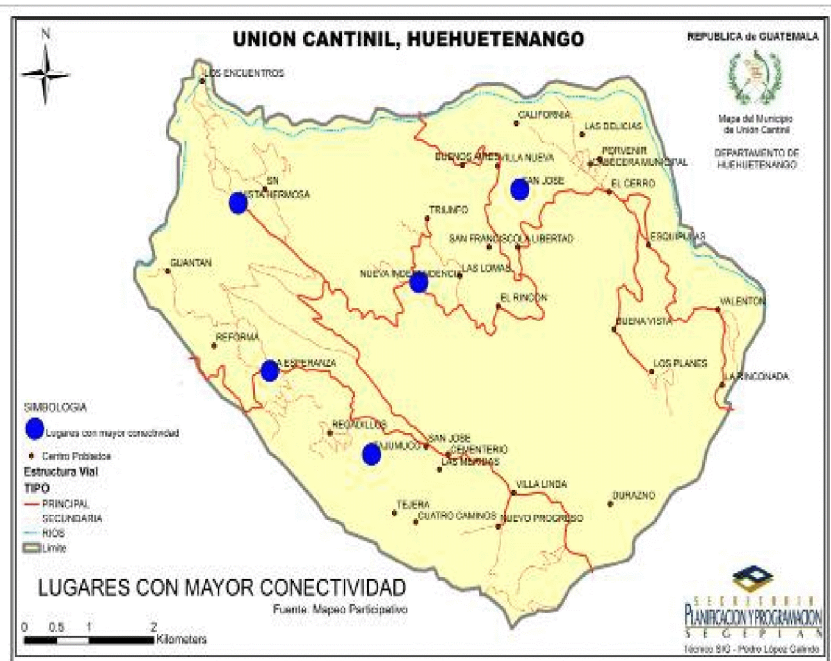 UNION CANTINIL, HUEHUETENANGO
REPUBLICA de GUATEMALA
Mapa del Municipio
de Unión Cantinil
DEPARTAMENTO DE
HUEHUETENANGO
N
LOS ENCUENTROS
CALIFORNIA
LAS DELICIAS
PORVENIR
CABECERA MUNICIPAL
BUENOS AIRES
VILLA NUEVA
SAN JOSE
EL CERRO
SN
VISTA HERMOSA
TRIUNFO
SAN FRANCISCO
LA LIBERTAD
ESQUIPULAS
GUANTAN
NUEVA INDEPENDENCIA
LAS LOMAS
EL RINCON
VALENTON
BUENA VISTA
REFORMA
LA ESPERANZA
LOS PLANES
LA RINCONADA
REGADILLOS
TAJUMUCO
SAN JOSE
CEMENTERIO
LAS MERIDAS
VILLA LINDA
DURAZNO
TEJERA
CUATRO CAMINOS
NUEVO PROGRESO
SIMBOLOGIA
Lugares con mayor conectividad
Centro Poblados
Estructura Vial
TIPO
PRINCIPAL
SECUNDARIA
RIOS
Limite
LUGARES CON MAYOR CONECTIVIDAD
Fuente: Mapeo Participativo
0 0.5 1 2
Kilometers
SECRETARIA
PLANIFICACION Y PROGRAMACION
SEGEPLAN
Técnico SIG - Pedro López Galindo